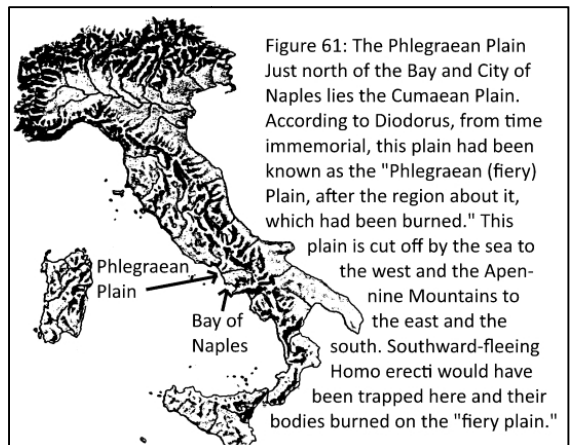 Figure 61: The Phlegraean Plain
Just north of the Bay and City of
Naples lies the Cumaean Plain.
According to Diodorus, from time
immemorial, this plain had been
known as the "Phlegraean (fiery)
Plain, after the region about it,
which had been burned." This
plain is cut off by the sea to
the west and the Apen-
nine Mountains to
the east and the
south. Southward-fleeing
Homo erecti would have
been trapped here and their
bodies burned on the "fiery plain."
Phlegraean
Plain
Bay of
Naples